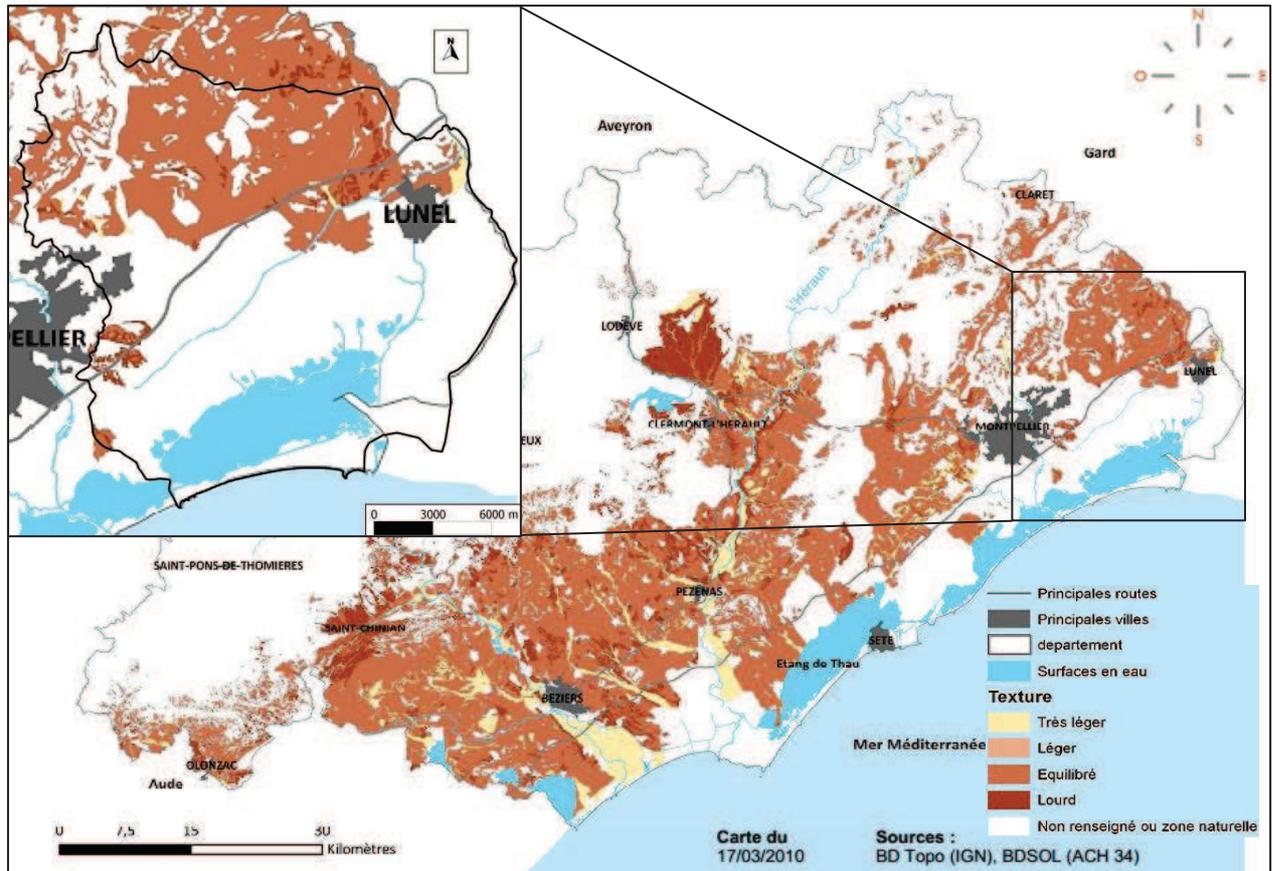 N
LUNEL
PELLIER
0 3000 6000 m
N
O
E
S
Aveyron
Gard
CLARET
L'Hérault
LODÈVE
LUNEL
CLERMONT-L'HÉRAULT
MONTPELLIER
EUX
SAINT-PONS-DE-THOMIERES
PEZENAS
SAINT-CHINIAN
SETE
Etang de Thau
BEZIERS
Mer Méditerranée
OLONZAC
Aude
Principales routes
Principales villes
departement
Surfaces en eau
Texture
Très léger
Léger
Equilibré
Lourd
Non renseigné ou zone naturelle
0 7,5 15 30
Kilomètres
Carte du
17/03/2010
Sources :
BD Topo (IGN), BDSOL (ACH 34)